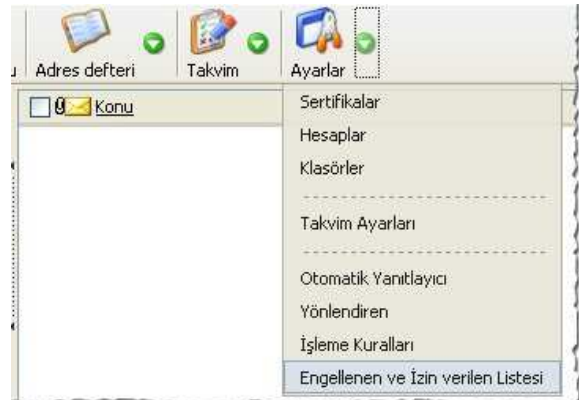 Adres defteri
Takvim
Ayarlar
Konu
Sertifikalar
Hesaplar
Klasörler
Takvim Ayarları
Otomatik Yanıtlayıcı
Yönlendiren
İşleme Kuralları
Engellenen ve İzin verilen Listesi